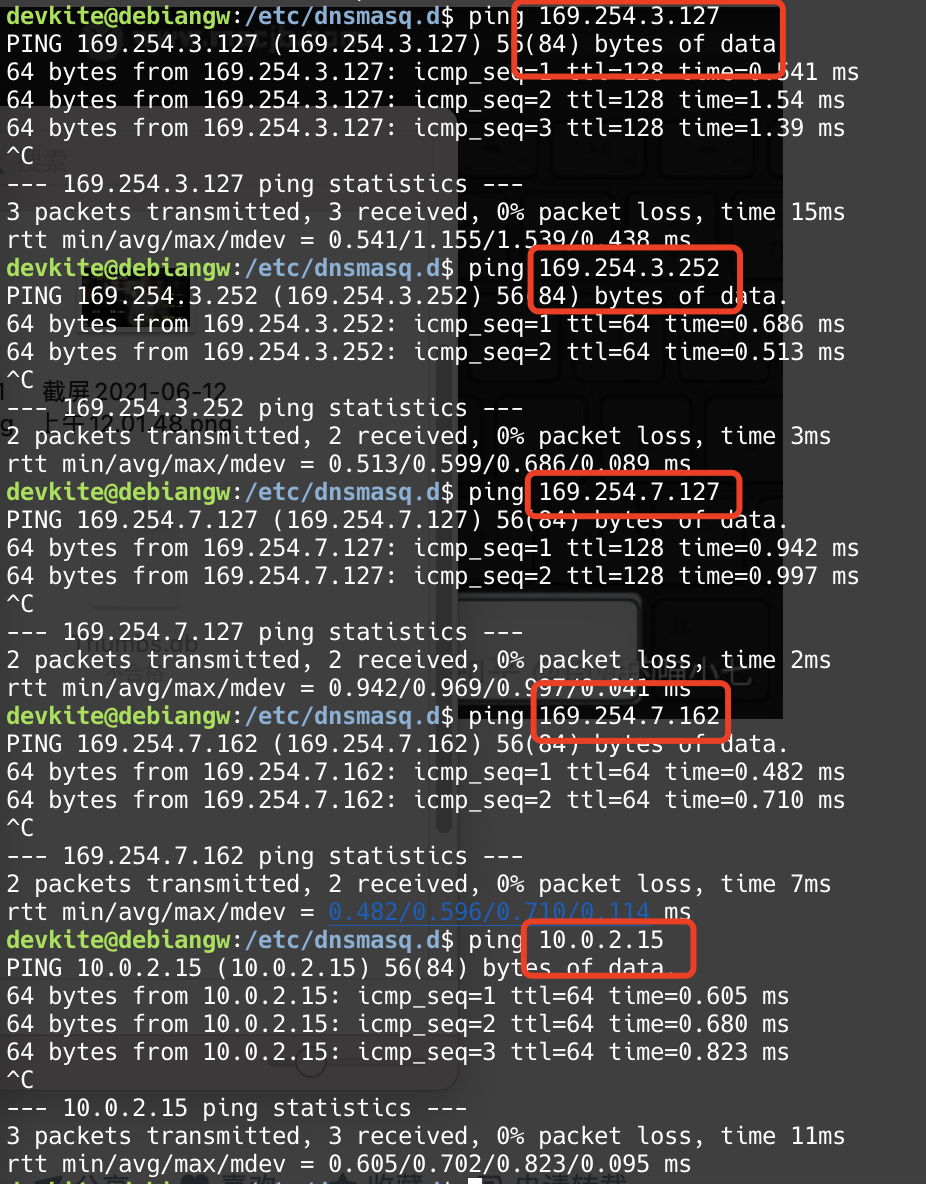 devkite@debiangw:/etc/dnsmasq.d$ ping 169.254.3.127
PING 169.254.3.127 (169.254.3.127) 56(84) bytes of data
64 bytes from 169.254.3.127: icmp_seq=1 ttl=128 time=0.541 ms
64 bytes from 169.254.3.127: icmp_seq=2 ttl=128 time=1.54 ms
64 bytes from 169.254.3.127: icmp_seq=3 ttl=128 time=1.39 ms
^C
搜索
--- 169.254.3.127 ping statistics ---
3 packets transmitted, 3 received, 0% packet loss, time 15ms
rtt min/avg/max/mdev = 0.541/1.155/1.539/0.438 ms
devkite@debiangw:/etc/dnsmasq.d$ ping 169.254.3.252
PING 169.254.3.252 (169.254.3.252) 56(84) bytes of data.
64 bytes from 169.254.3.252: icmp_seq=1 ttl=64 time=0.686 ms
64 bytes from 169.254.3.252: icmp_seq=2 ttl=64 time=0.513 ms
^C
截屏2021-06-12
--- 169.254.3.252 ping statistics ---
上午12.01.48.png
2 packets transmitted, 2 received, 0% packet loss, time 3ms
rtt min/avg/max/mdev = 0.513/0.599/0.686/0.089 ms
devkite@debiangw:/etc/dnsmasq.d$ ping 169.254.7.127
PING 169.254.7.127 (169.254.7.127) 56(84) bytes of data.
64 bytes from 169.254.7.127: icmp_seq=1 ttl=128 time=0.942 ms
64 bytes from 169.254.7.127: icmp_seq=2 ttl=128 time=0.997 ms
^C
--- 169.254.7.127 ping statistics ---
Thumbs.db
2 packets transmitted, 2 received, 0% packet loss, time 2ms
rtt min/avg/max/mdev = 0.942/0.969/0.997/0.041 ms
devkite@debiangw:/etc/dnsmasq.d$ ping 169.254.7.162
PING 169.254.7.162 (169.254.7.162) 56(84) bytes of data.
64 bytes from 169.254.7.162: icmp_seq=1 ttl=64 time=0.482 ms
64 bytes from 169.254.7.162: icmp_seq=2 ttl=64 time=0.710 ms
^C
--- 169.254.7.162 ping statistics ---
2 packets transmitted, 2 received, 0% packet loss, time 7ms
rtt min/avg/max/mdev = 0.482/0.596/0.710/0.114 ms
devkite@debiangw:/etc/dnsmasq.d$ ping 10.0.2.15
PING 10.0.2.15 (10.0.2.15) 56(84) bytes of data.
64 bytes from 10.0.2.15: icmp_seq=1 ttl=64 time=0.605 ms
64 bytes from 10.0.2.15: icmp_seq=2 ttl=64 time=0.680 ms
64 bytes from 10.0.2.15: icmp_seq=3 ttl=64 time=0.823 ms
^C
--- 10.0.2.15 ping statistics ---
3 packets transmitted, 3 received, 0% packet loss, time 11ms
rtt min/avg/max/mdev = 0.605/0.702/0.823/0.095 ms